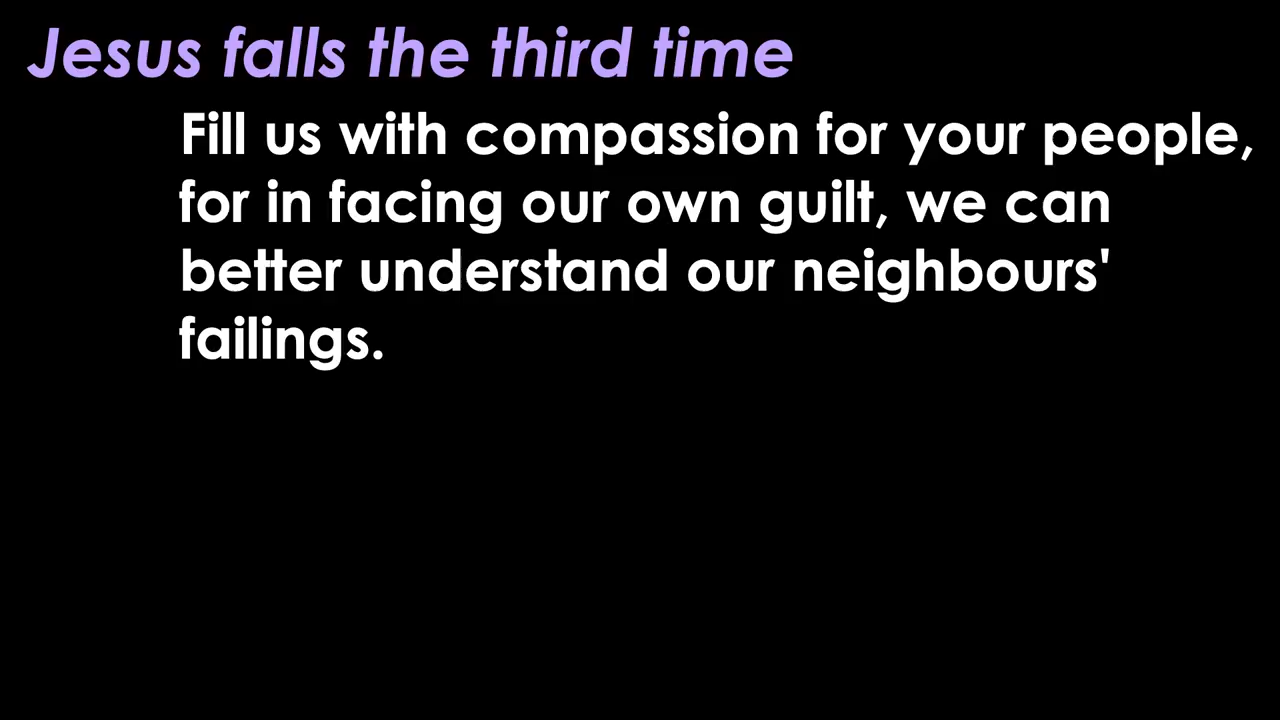 Jesus falls the third time
Fill us with compassion for your people,
for in facing our own guilt, we can
better understand our neighbours'
failings.